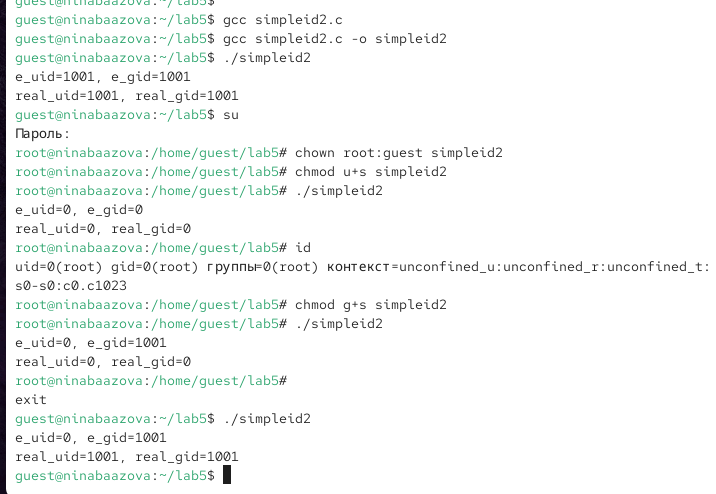 guest@ninabaazova:~/lab5$
guest@ninabaazova:~/lab5$ gcc simpleid2.c
guest@ninabaazova:~/lab5$ gcc simpleid2.c -o simpleid2
guest@ninabaazova:~/lab5$ ./simpleid2
e_uid=1001, e_gid=1001
real_uid=1001, real_gid=1001
guest@ninabaazova:~/lab5$ su
Пароль:
root@ninabaazova:/home/guest/lab5# chown root:guest simpleid2
root@ninabaazova:/home/guest/lab5# chmod u+s simpleid2
root@ninabaazova:/home/guest/lab5# ./simpleid2
e_uid=0, e_gid=0
real_uid=0, real_gid=0
root@ninabaazova:/home/guest/lab5# id
uid=0(root) gid=0(root) группы=0(root) контекст=unconfined_u:unconfined_r:unconfined_t:
s0-s0:c0.c1023
root@ninabaazova:/home/guest/lab5# chmod g+s simpleid2
root@ninabaazova:/home/guest/lab5# ./simpleid2
e_uid=0, e_gid=1001
real_uid=0, real_gid=0
root@ninabaazova:/home/guest/lab5#
exit
guest@ninabaazova:~/lab5$ ./simpleid2
e_uid=0, e_gid=1001
real_uid=1001, real_gid=1001
guest@ninabaazova:~/lab5$